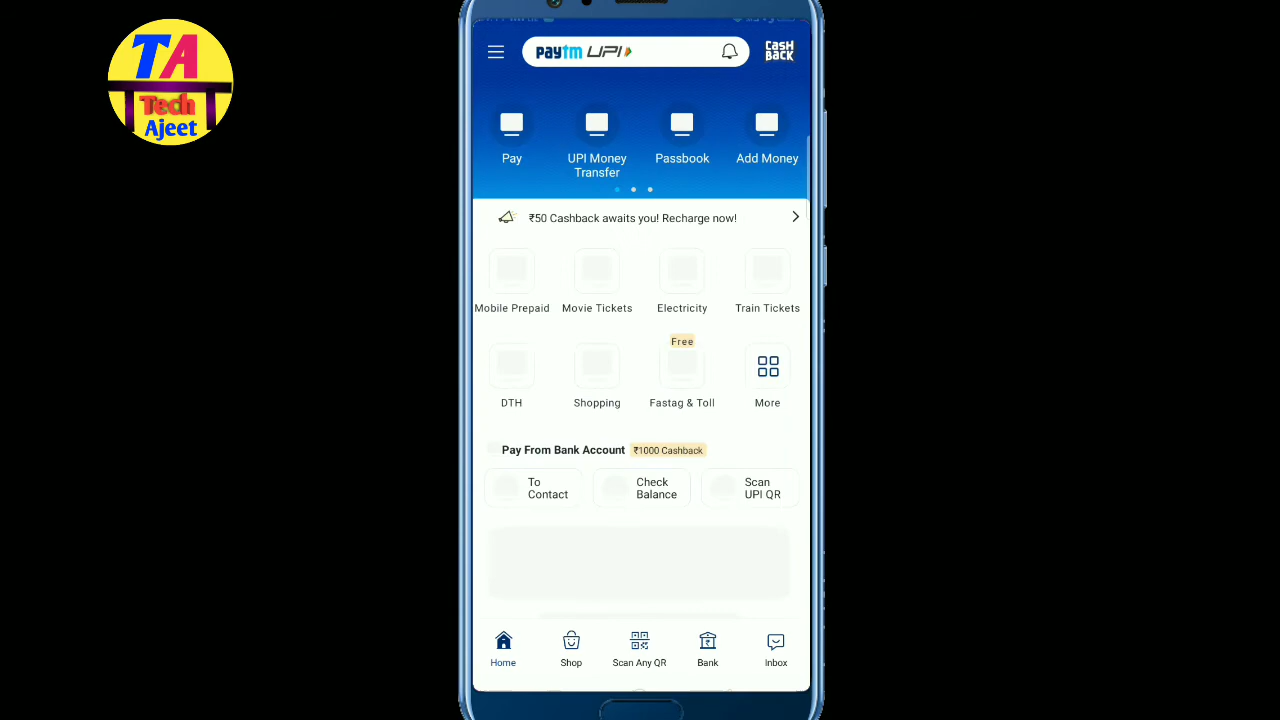 TA
Tech
Ajeet
paytm UPI
CASH
BACK
Pay
UPI Money
Transfer
Passbook
Add Money
₹50 Cashback awaits you! Recharge now!
Mobile Prepaid
Movie Tickets
Electricity
Train Tickets
Free
DTH
Shopping
Fastag & Toll
More
Pay From Bank Account ₹1000 Cashback
To
Contact
Check
Balance
Scan
UPI QR
Home
Shop
Scan Any QR
Bank
Inbox